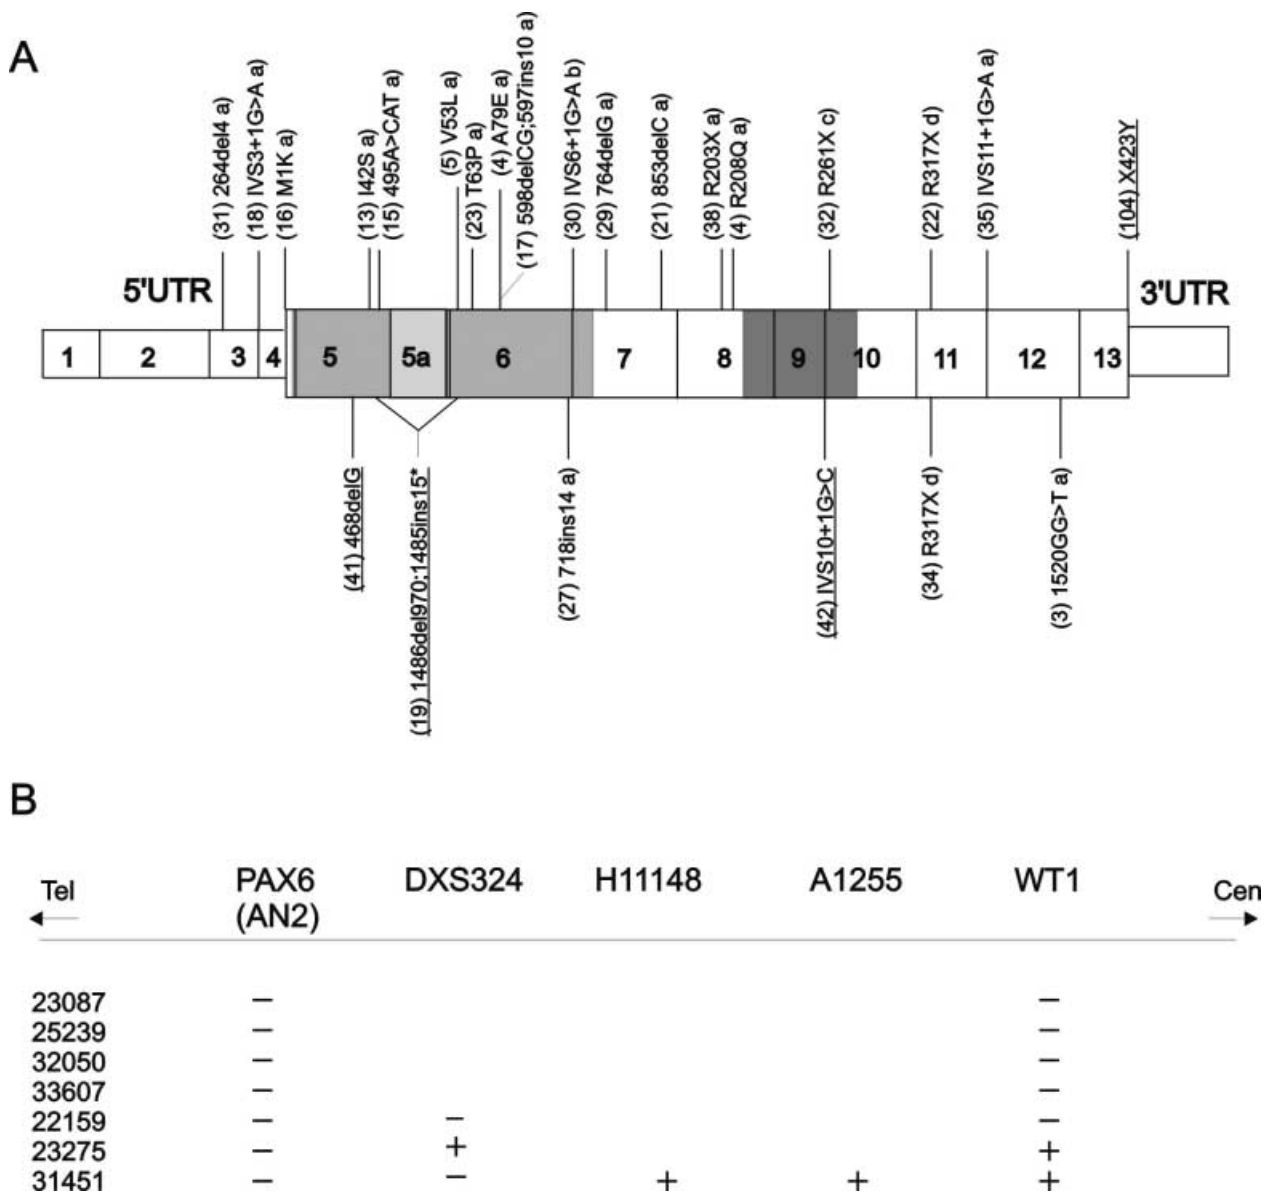 A
(31) 264del4 a)
(18) IVS3+1G>A a)
(16) M1K a)
(13) I42S a)
(15) 495A>CAT a)
(5) V53L a)
(23) T63P a)
(4) A79E a)
(17) 598delCG;597ins10 a)
(30) IVS6+1G>A b)
(29) 764delG a)
(21) 853delC a)
(38) R203X a)
(4) R208Q a)
(32) R261X c)
(22) R317X d)
(35) IVS11+1G>A a)
(104) X423Y
5'UTR 3'UTR
1 2 3 4 5 5a 6 7 8 9 10 11 12 13
(41) 468delG
(19) 1486del970;1485ins15*
(27) 718ins14 a)
(42) IVS10+1G>C
(34) R317X d)
(3) 1520GG>T a)
B
Tel PAX6 DXS324 H11148 A1255 WT1 Cen
(AN2)
23087 – –
25239 – –
32050 – –
33607 – –
22159 – – –
23275 – + +
31451 – – + + +